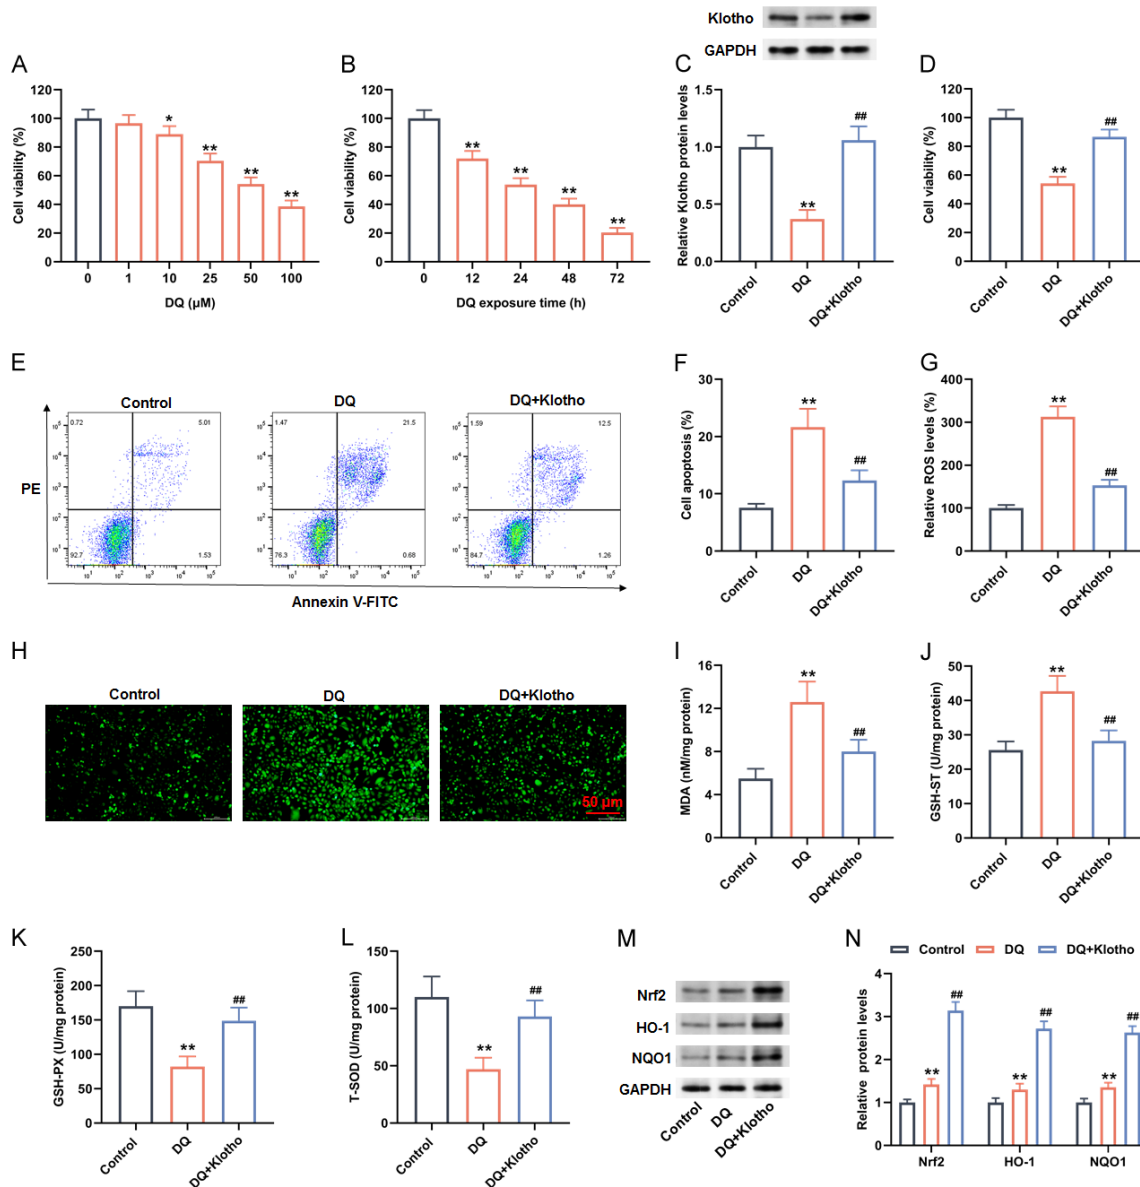 Klotho
GAPDH
A
B
C
D
Cell viability (%)
120
100
80
60
40
20
0
*
**
**
**
0 1 10 25 50 100
DQ (μM)
Cell viability (%)
120
100
80
60
40
20
0
**
**
**
**
0 12 24 48 72
DQ exposure time (h)
Relative Klotho protein levels
1.5
1.0
0.5
0.0
**
##
Control
DQ
DQ+Klotho
Cell viability (%)
120
100
80
60
40
20
0
**
##
Control
DQ
DQ+Klotho
E
Control
DQ
DQ+Klotho
PE
0.72 5.01
92.7 1.53
1.47 21.5
76.3 0.68
1.59 12.5
84.7 1.26
Annexin V-FITC
F
Cell apoptosis (%)
30
20
10
0
**
##
Control
DQ
DQ+Klotho
G
Relative ROS levels (%)
400
300
200
100
0
**
##
Control
DQ
DQ+Klotho
H
Control
DQ
DQ+Klotho
50 μm
I
MDA (nM/mg protein)
16
12
8
4
0
**
##
Control
DQ
DQ+Klotho
J
GSH-ST (U/mg protein)
50
40
30
20
10
0
**
##
Control
DQ
DQ+Klotho
K
GSH-PX (U/mg protein)
250
200
150
100
50
0
**
##
Control
DQ
DQ+Klotho
L
T-SOD (U/mg protein)
150
100
50
0
**
##
Control
DQ
DQ+Klotho
M
Nrf2
HO-1
NQO1
GAPDH
Control
DQ
DQ+Klotho
N
Control DQ DQ+Klotho
Relative protein levels
4
3
2
1
0
**
##
**
##
**
##
Nrf2 HO-1 NQO1